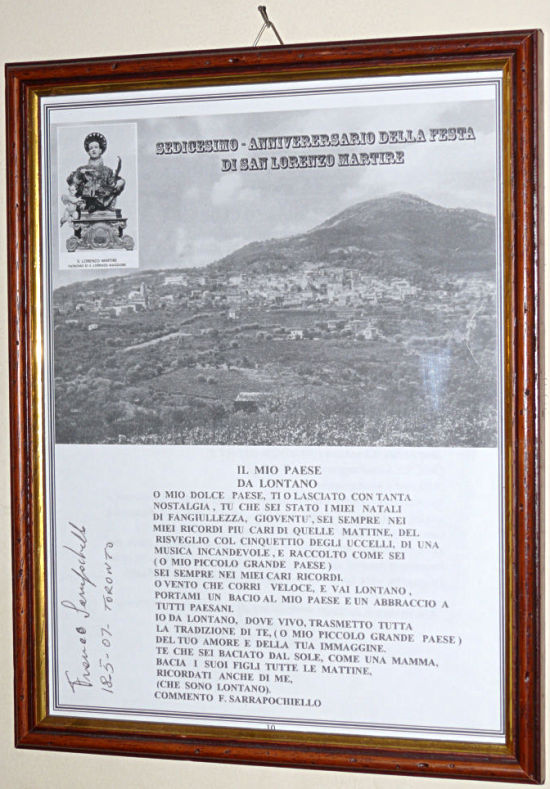 SEDICESIMO - ANNIVERERSARIO DELLA FESTA
DI SAN LORENZO MARTIRE
S. LORENZO MARTIRE
IL MIO PAESE
DA LONTANO
O MIO DOLCE PAESE, TI O LASCIATO CON TANTA
NOSTALGIA , TU CHE SEI STATO I MIEI NATALI
DI FANGIULLEZZA, GIOVENTU`, SEI SEMPRE NEI
MIEI RICORDI PIU CARI DI QUELLE MATTINE, DEL
RISVEGLIO COL CINQUETTIO DEGLI UCCELLI, DI UNA
MUSICA INCANDEVOLE , E RACCOLTO COME SEI
( O MIO PICCOLO GRANDE PAESE )
SEI SEMPRE NEI MIEI CARI RICORDI.
O VENTO CHE CORRI VELOCE, E VAI LONTANO ,
PORTAMI UN BACIO AL MIO PAESE E UN ABBRACCIO A
TUTTI PAESANI.
IO DA LONTANO, DOVE VIVO, TRASMETTO TUTTA
LA TRADIZIONE DI TE, ( O MIO PICCOLO GRANDE PAESE )
DEL TUO AMORE E DELLA TUA IMMAGGINE.
TE CHE SEI BACIATO DAL SOLE, COME UNA MAMMA,
BACIA I SUOI FIGLI TUTTE LE MATTINE,
RICORDATI ANCHE DI ME,
(CHE SONO LONTANO).
COMMENTO F. SARRAPOCHIELLO
Franco Sarrapochiello
18-5-07- TORONTO
10